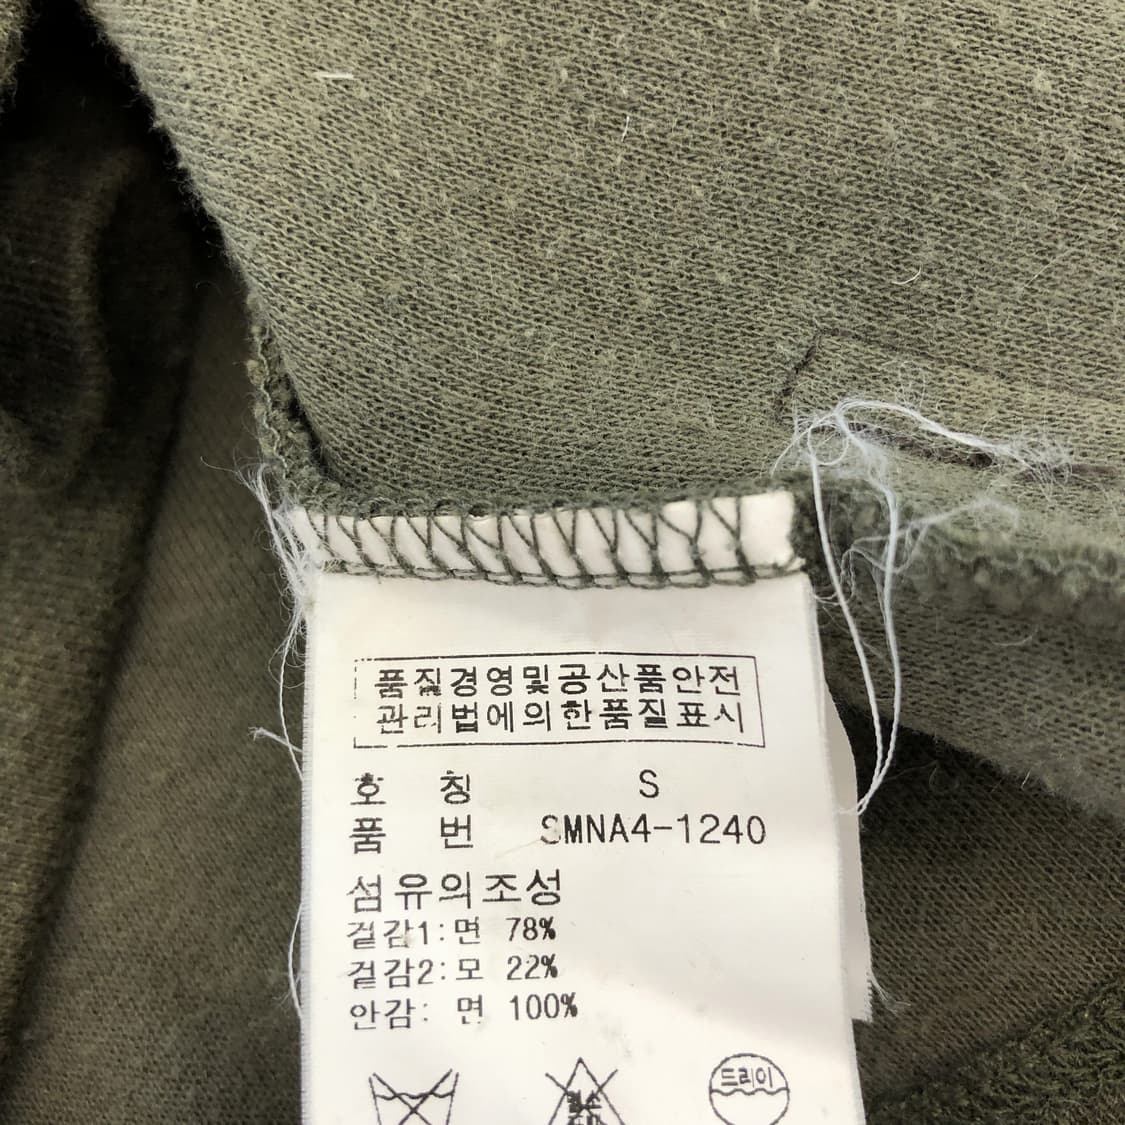 품질경영및공산품안전
관리법에의한품질표시
호 칭 S
품 번 SMNA4-1240
섬유의조성
겉감1:면 78%
겉감2:모 22%
안감: 면 100%
드라이